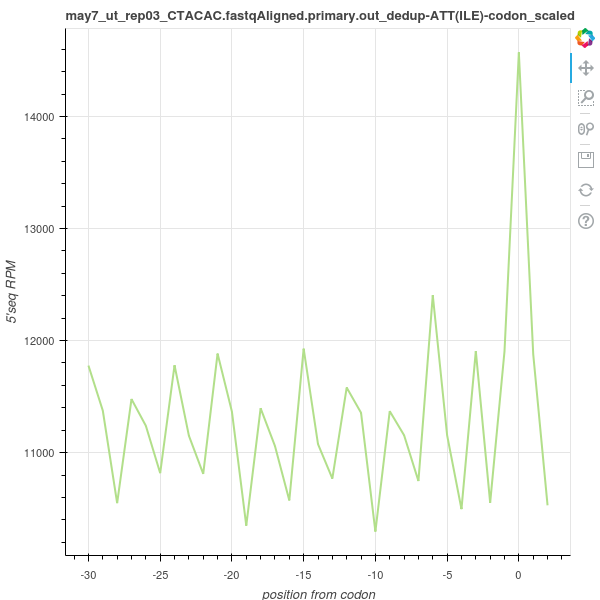 may7_ut_rep03_CTACAC.fastqAligned.primary.out_dedup-ATT(ILE)-codon_scaled
14000
13000
12000
11000
5'seq RPM
-30 -25 -20 -15 -10 -5 0
position from codon